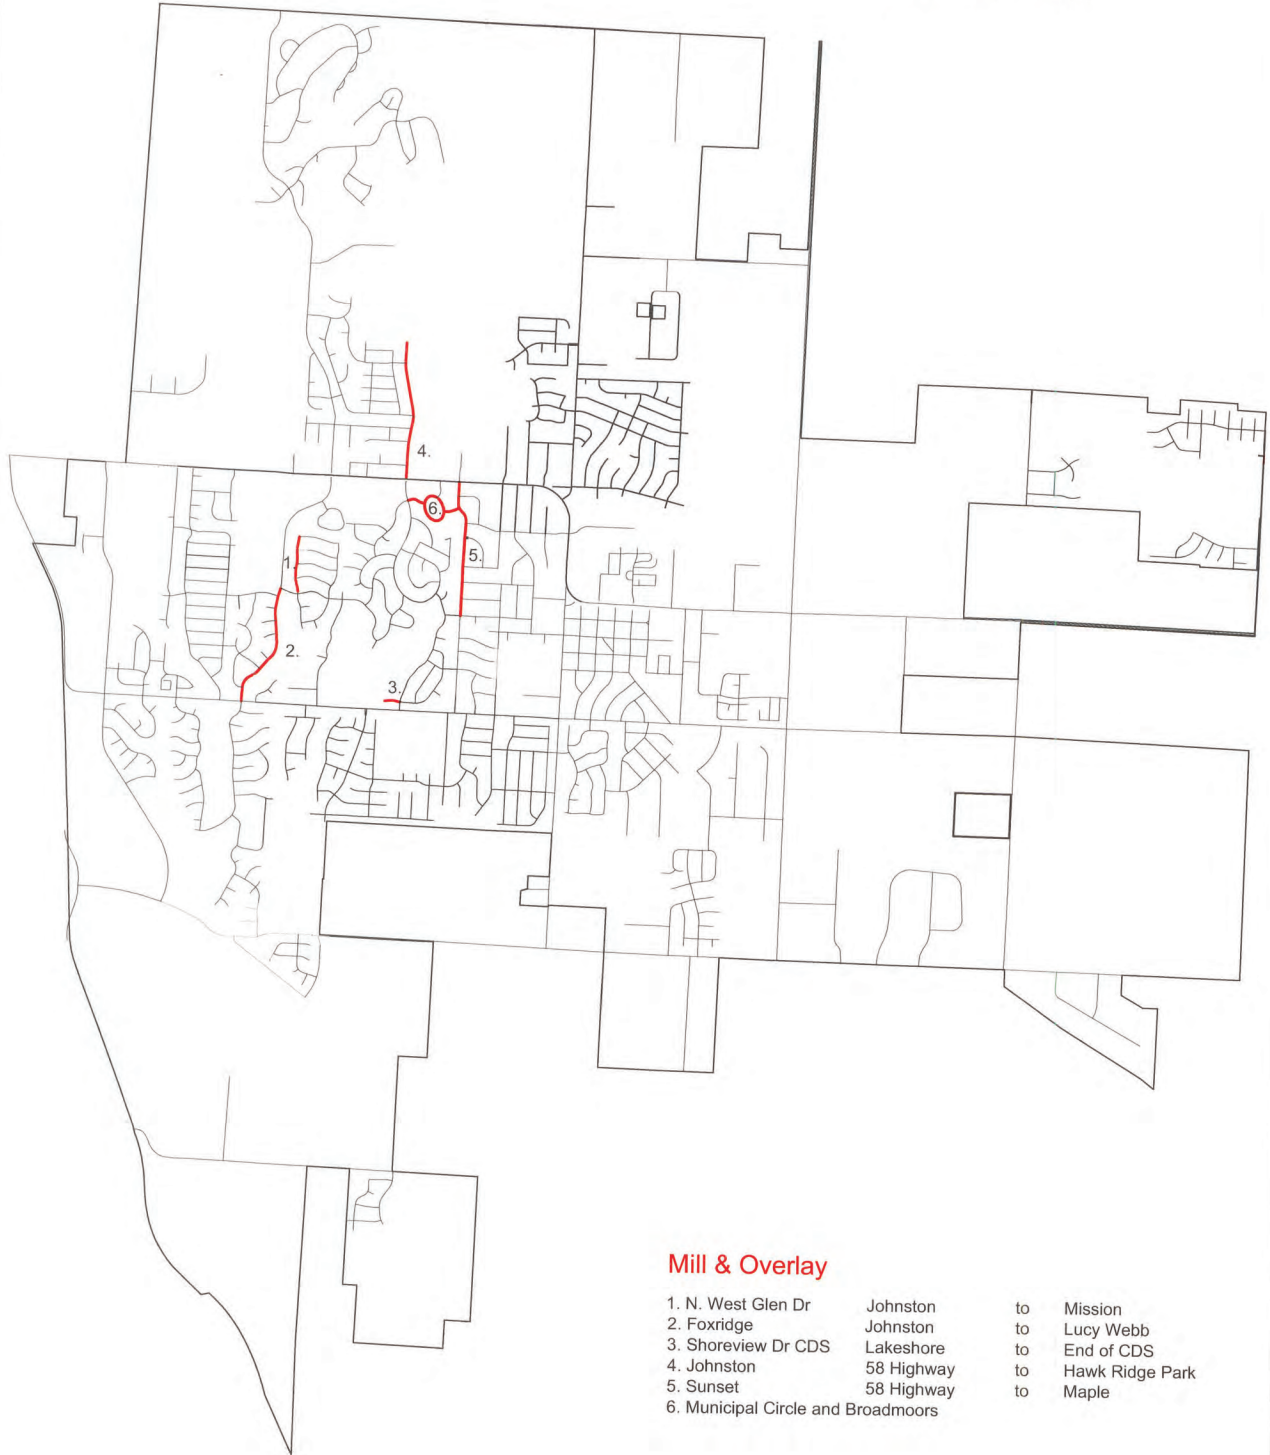 4.
6.
5.
1.
2.
3.
Mill & Overlay
1. N. West Glen Dr Johnston to Mission
2. Foxridge Johnston to Lucy Webb
3. Shoreview Dr CDS Lakeshore to End of CDS
4. Johnston 58 Highway to Hawk Ridge Park
5. Sunset 58 Highway to Maple
6. Municipal Circle and Broadmoors